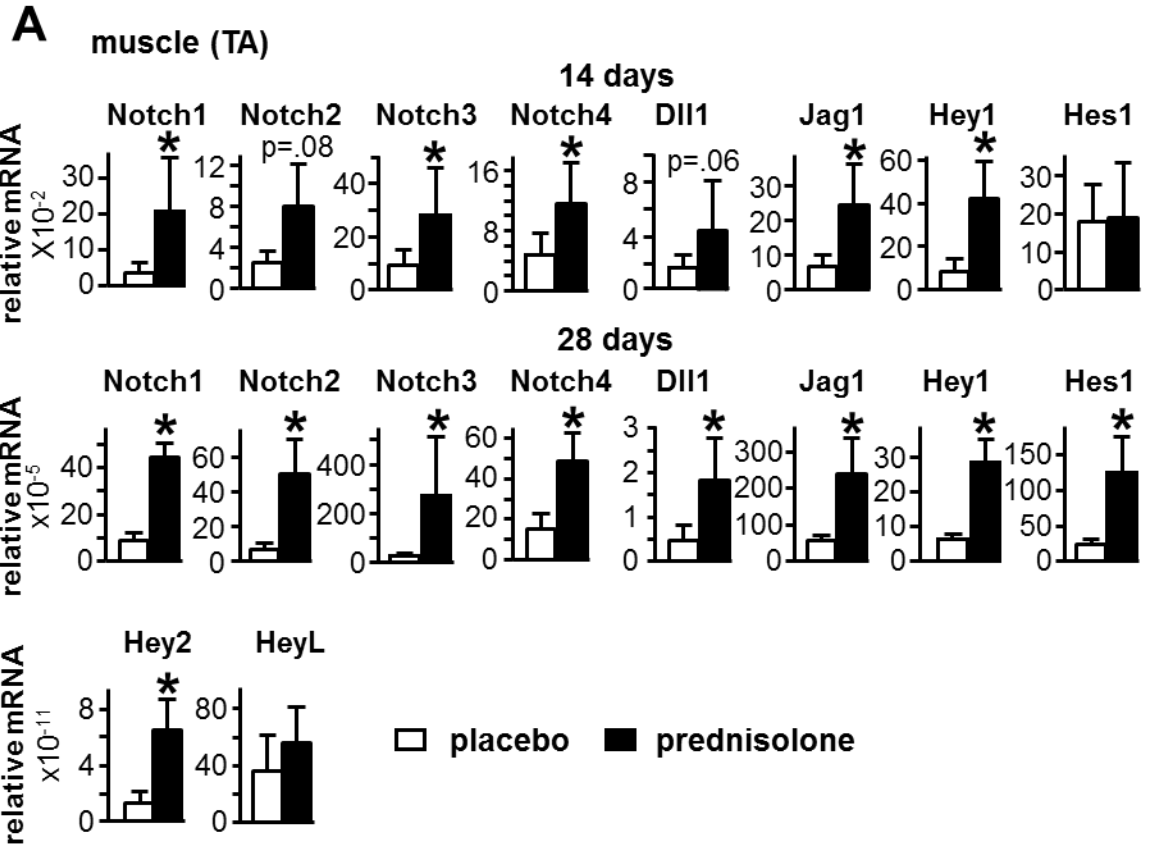 A
muscle (TA)
14 days
Notch1 Notch2 Notch3 Notch4 Dll1 Jag1 Hey1 Hes1
relative mRNA
X10-2
* p=.08 * * p=.06 * *
30 20 10 0
12 8 4 0
40 20 0
16 8 0
8 4 0
30 20 10 0
60 40 20 0
30 20 10 0
28 days
Notch1 Notch2 Notch3 Notch4 Dll1 Jag1 Hey1 Hes1
relative mRNA
x10-5
* * * * * * * *
40 20 0
60 40 20 0
400 200 0
60 40 20 0
3 2 1 0
300 200 100 0
30 20 10 0
150 100 50 0
Hey2 HeyL
relative mRNA
x10-11
*
8 4 0
80 40 0
placebo prednisolone